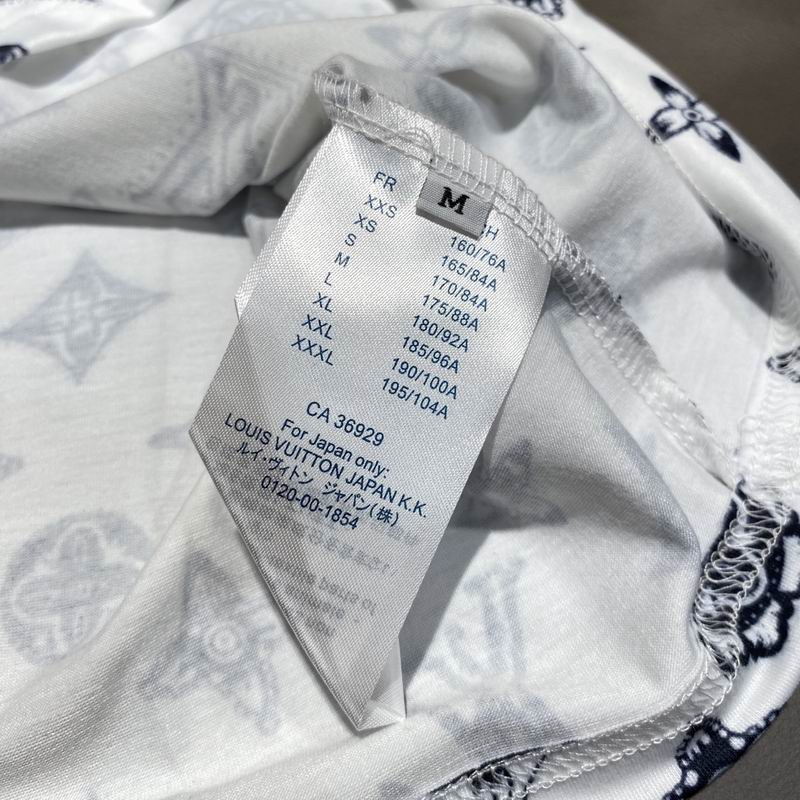 M
FR H
XXS 160/76A
XS 165/84A
S 170/84A
M 175/88A
L 180/92A
XL 185/96A
XXL 190/100A
XXXL 195/104A
CA 36929
For Japan only:
LOUIS VUITTON JAPAN K.K.
ルイ・ヴィトン ジャパン(株)
0120-00-1854